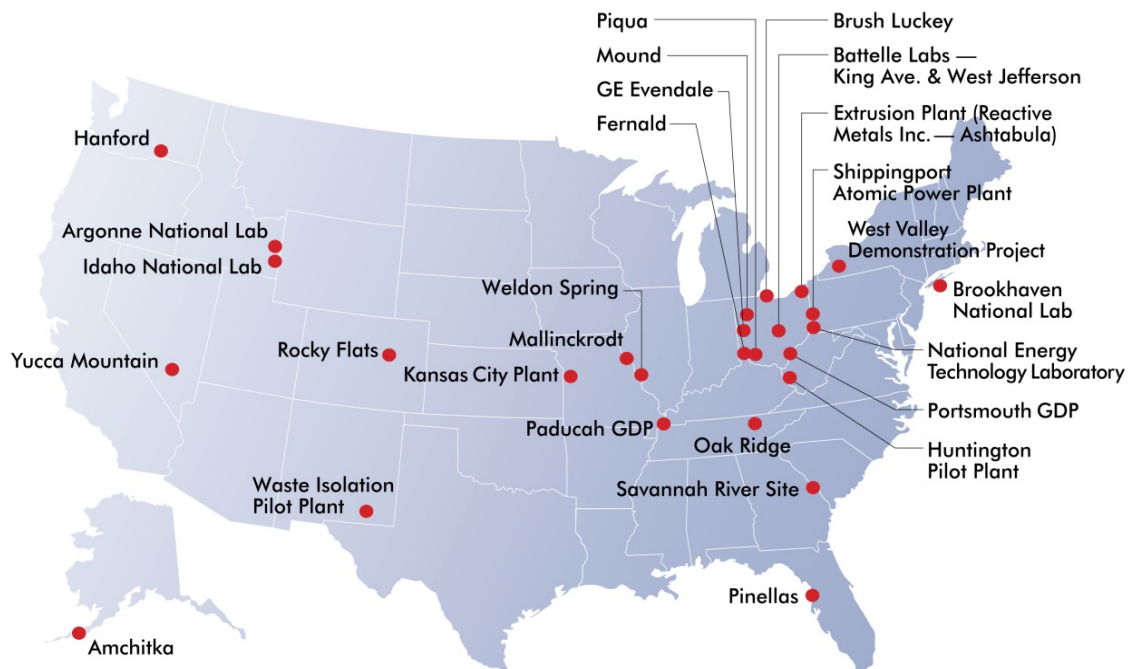 Piqua
Mound
GE Evendale
Fernald
Brush Luckey
Battelle Labs —
King Ave. & West Jefferson
Extrusion Plant (Reactive
Metals Inc. — Ashtabula)
Shippingport
Atomic Power Plant
West Valley
Demonstration Project
Brookhaven
National Lab
National Energy
Technology Laboratory
Portsmouth GDP
Huntington
Pilot Plant
Hanford
Argonne National Lab
Idaho National Lab
Yucca Mountain
Rocky Flats
Weldon Spring
Mallinckrodt
Kansas City Plant
Paducah GDP
Oak Ridge
Savannah River Site
Waste Isolation
Pilot Plant
Pinellas
Amchitka